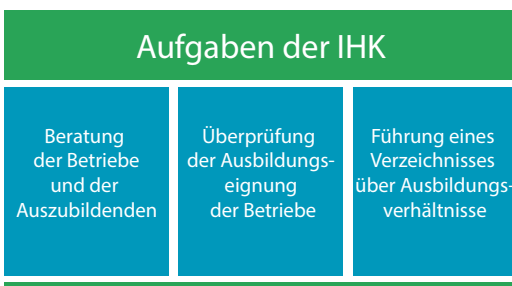 Aufgaben der IHK
Beratung
der Betriebe
und der
Auszubildenden
Überprüfung
der Ausbildungs-
eignung
der Betriebe
Führung eines
Verzeichnisses
über Ausbildungs-
verhältnisse